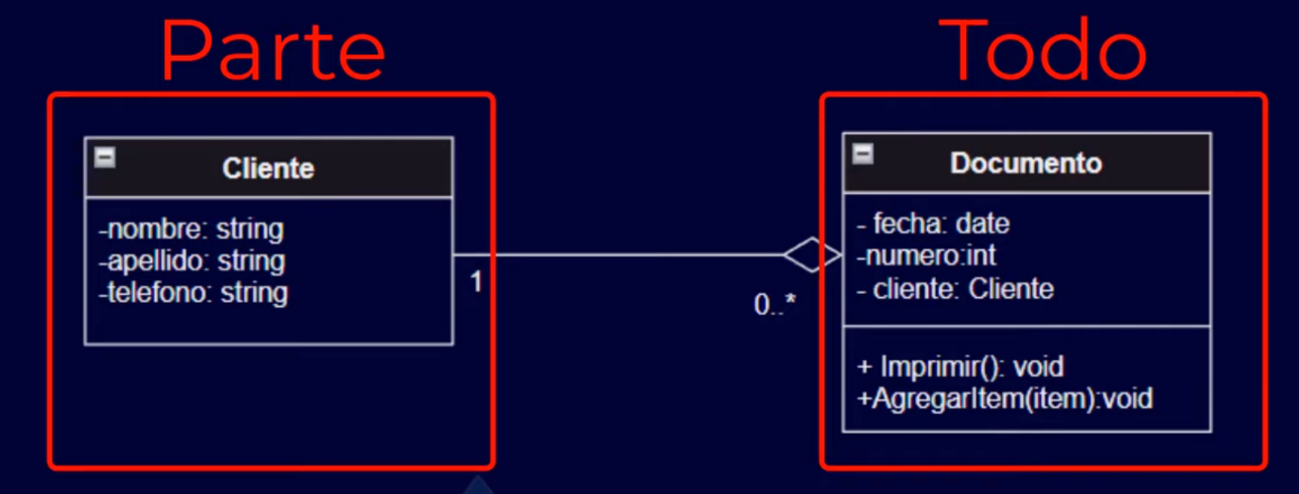 Parte
Todo
Cliente
-nombre: string
-apellido: string
-telefono: string
1
0..*
Documento
- fecha: date
-numero:int
- cliente: Cliente
+ Imprimir(): void
+AgregarItem(item):void